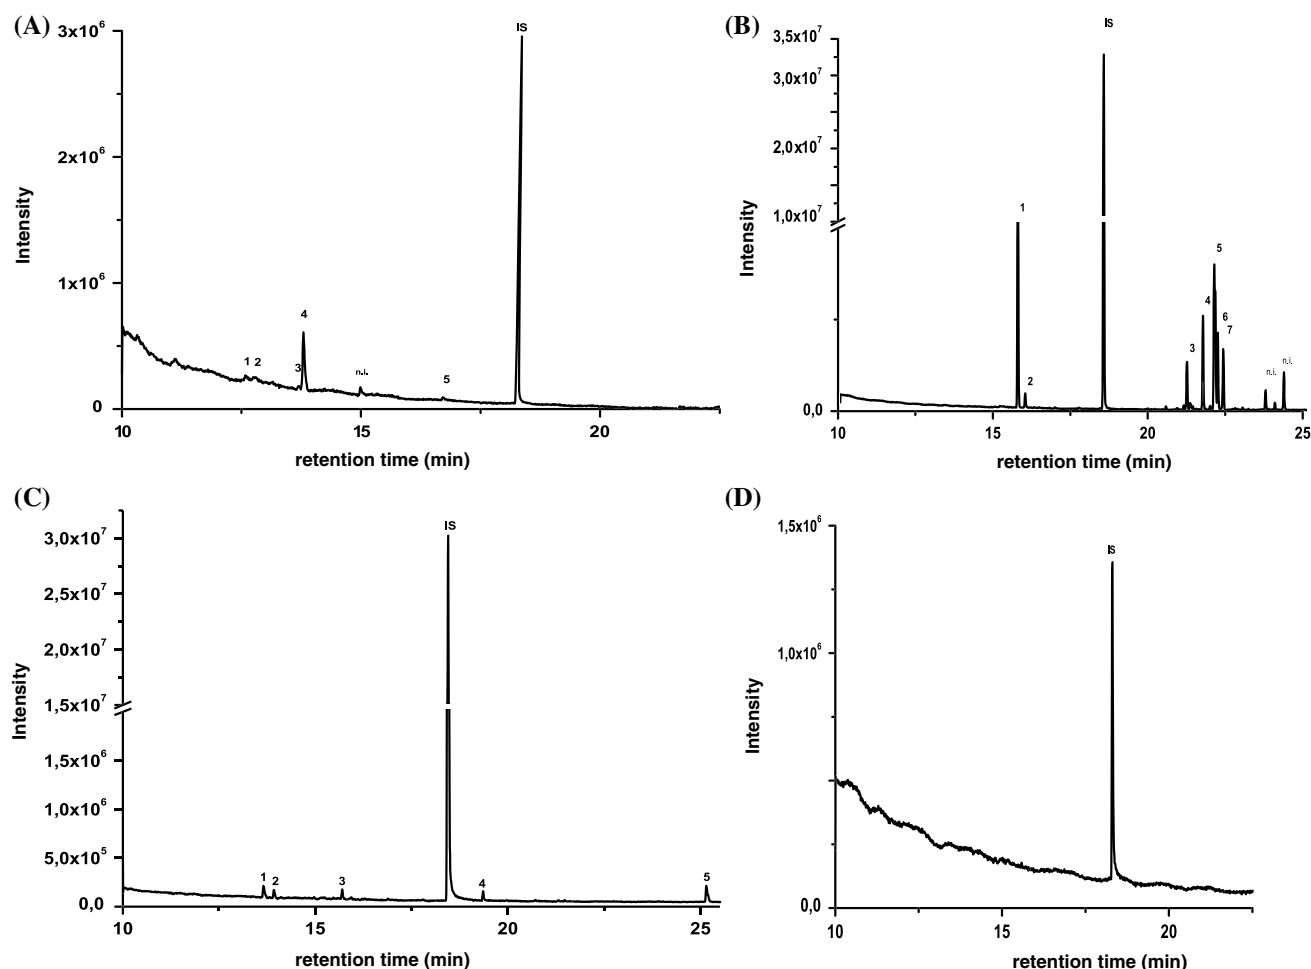 (A)
IS
3x10⁶
2x10⁶
1x10⁶
0
Intensity
1
2
3
4
n.i.
5
10
15
20
retention time (min)
(B)
IS
3,5x10⁷
3,0x10⁷
2,0x10⁷
1,0x10⁷
0,0
Intensity
1
2
3
4
5
6
7
n.i.
n.i.
10
15
20
25
retention time (min)
(C)
IS
3,0x10⁷
2,5x10⁷
2,0x10⁷
1,5x10⁷
1,5x10⁶
1,0x10⁶
5,0x10⁵
0,0
Intensity
1
2
3
4
5
10
15
20
25
retention time (min)
(D)
IS
1,5x10⁶
1,0x10⁶
0,0
Intensity
10
15
20
retention time (min)